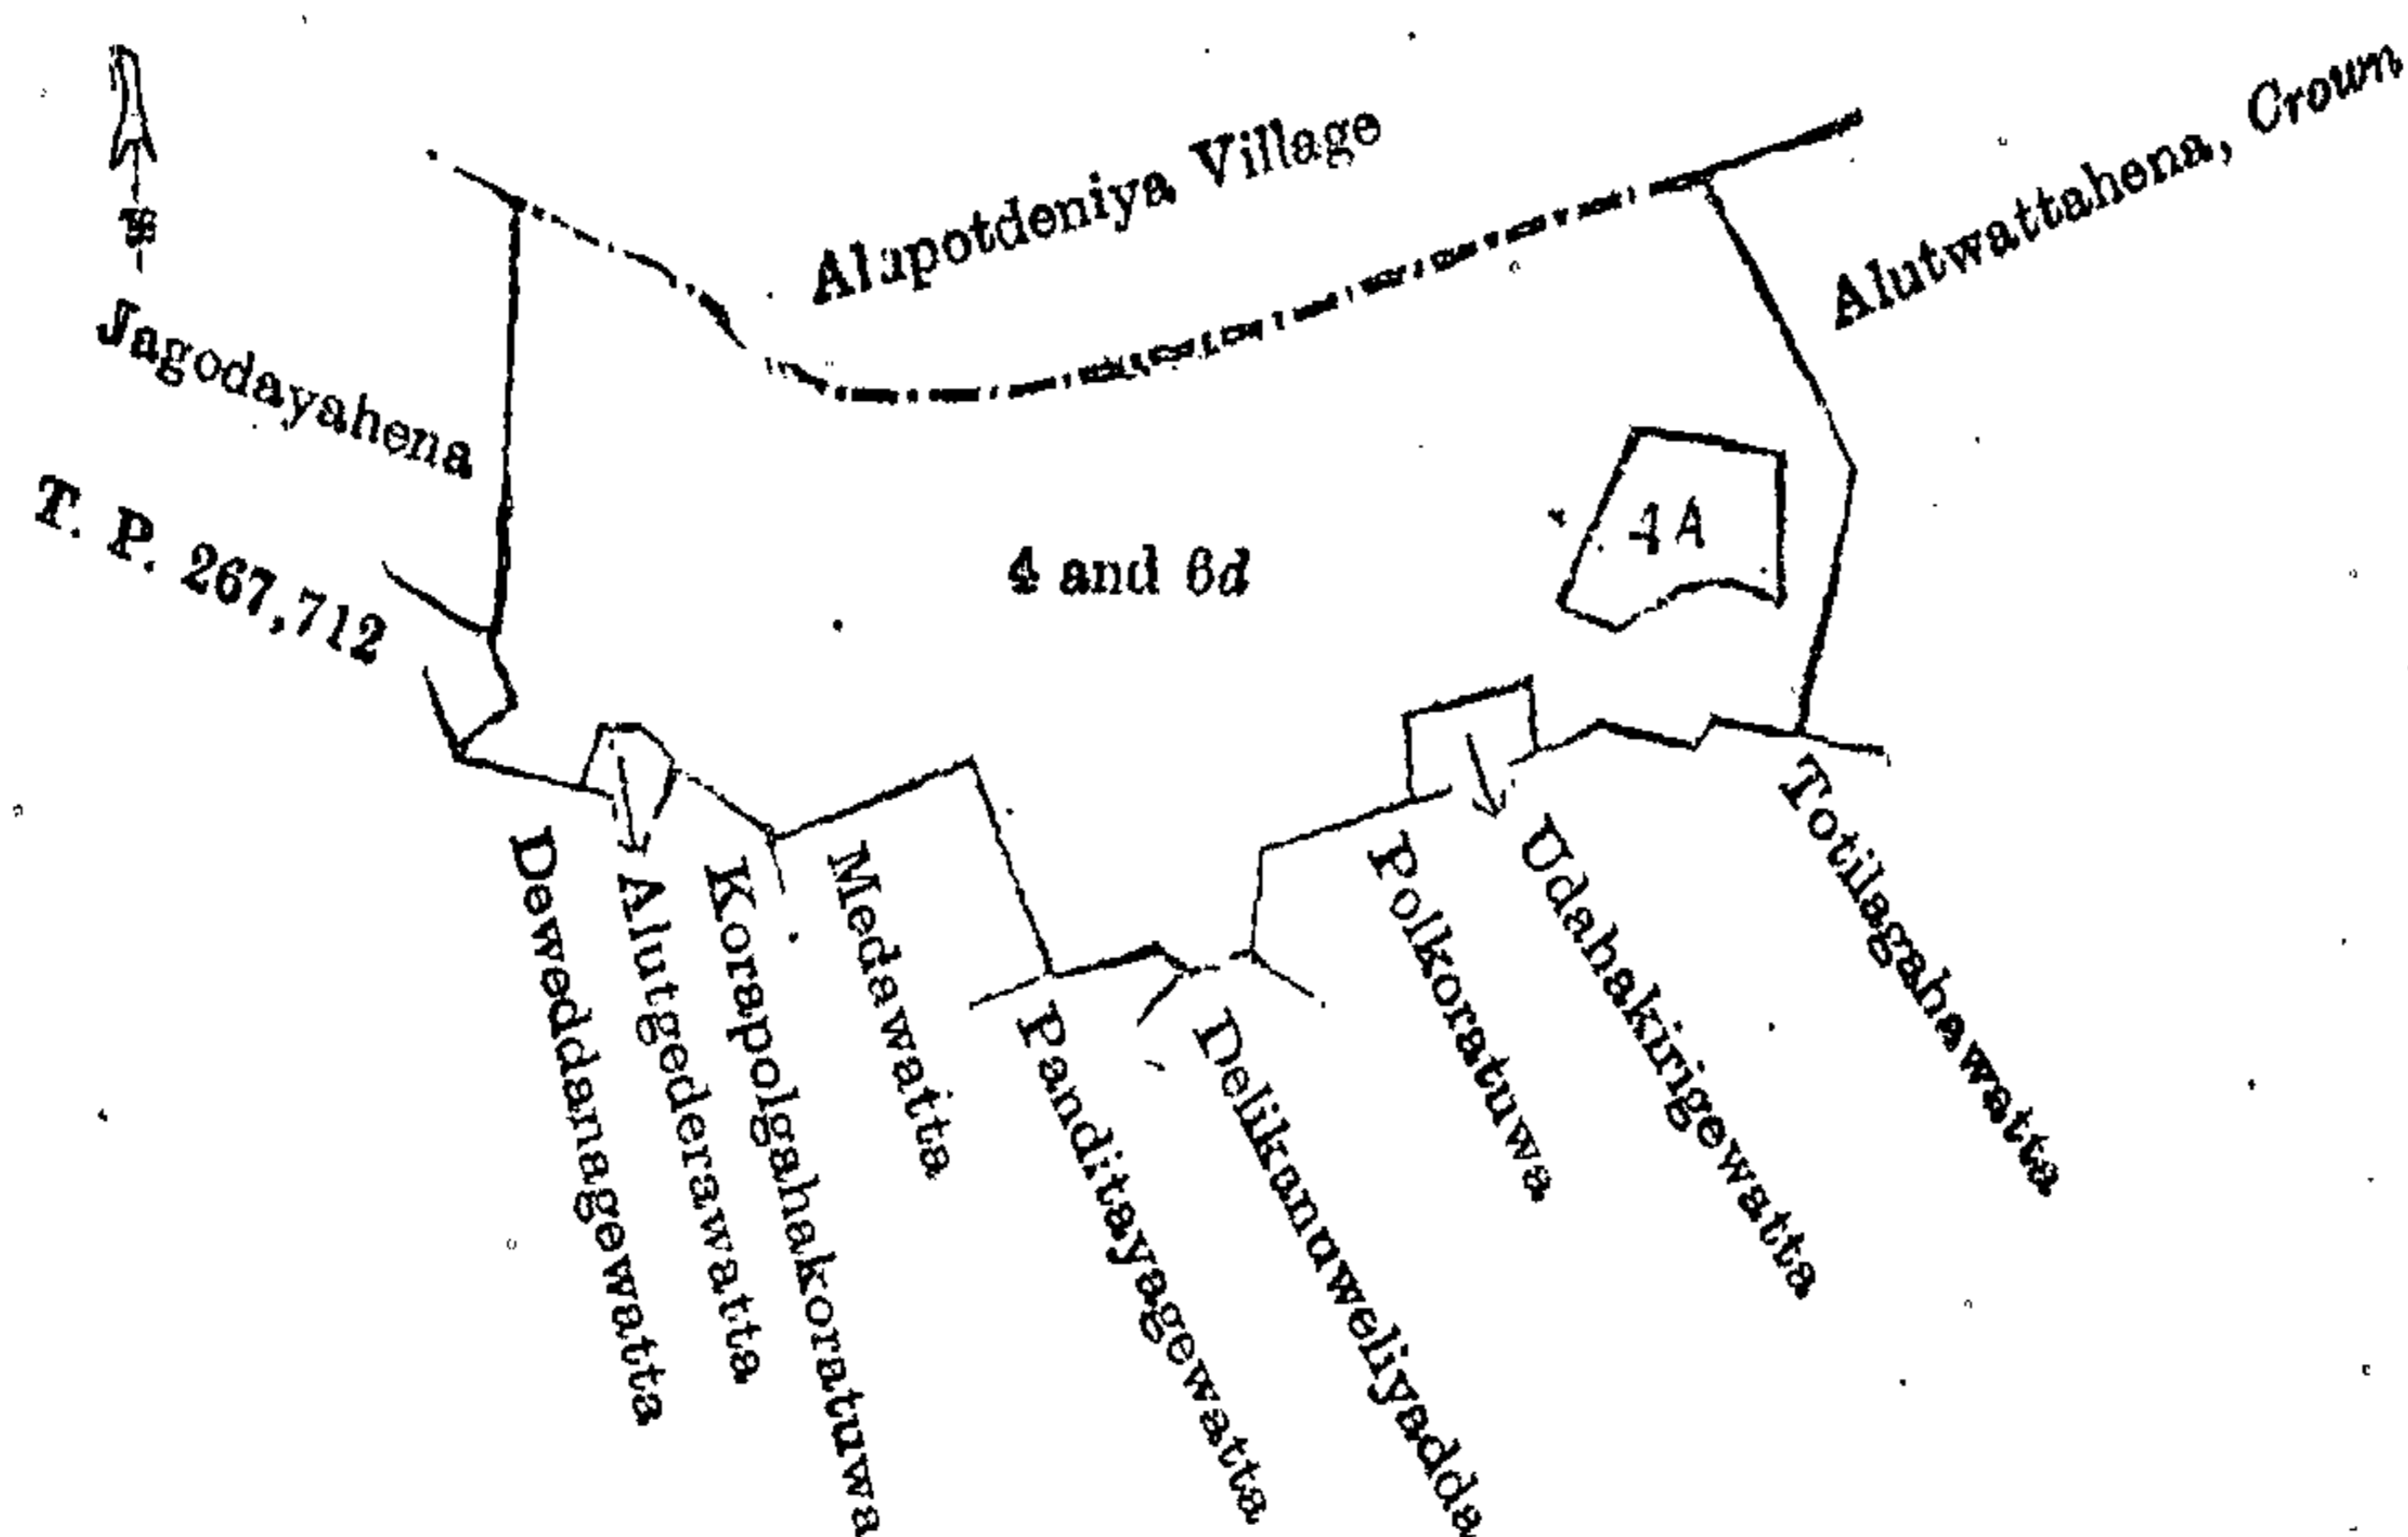 Alapotdeniya Village
Alutwattahena, Crown
Jagodayahena
T. P. 267,712
4 and 6d
4A
Deweddanagewatta
Alutgederawatta
Korapolgahakoratuwa
Medawatta
Panditayagewatta
Delikanuweliyadda
Polkoratuwa
Udahakirigewatta
Totilagahawatta